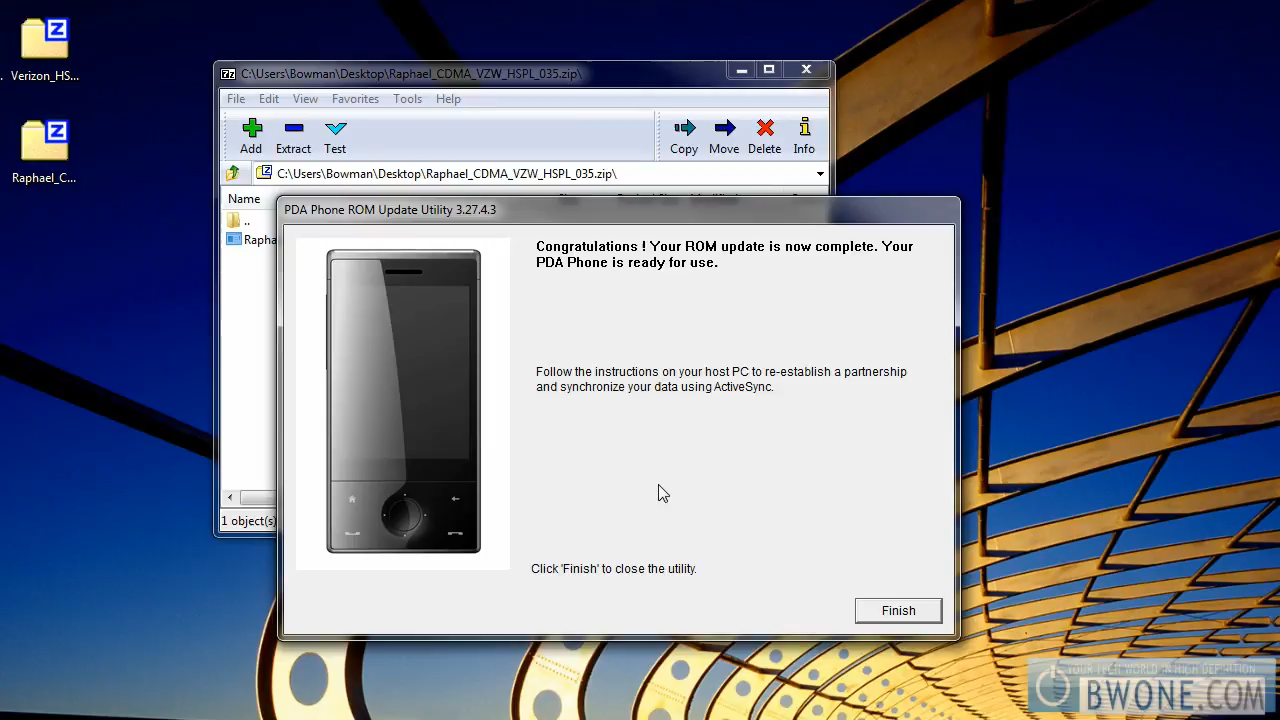 Verizon_HS...
Raphael_C...
C:\Users\Bowman\Desktop\Raphael_CDMA_VZW_HSPL_035.zip\
File Edit View Favorites Tools Help
Add Extract Test Copy Move Delete Info
C:\Users\Bowman\Desktop\Raphael_CDMA_VZW_HSPL_035.zip\
Name
..
Rapha
1 object(s)
PDA Phone ROM Update Utility 3.27.4.3
Congratulations ! Your ROM update is now complete. Your
PDA Phone is ready for use.
Follow the instructions on your host PC to re-establish a partnership
and synchronize your data using ActiveSync.
Click 'Finish' to close the utility.
Finish
YOUR TECH WORLD IN HIGH DEFINITION
BWONE.COM